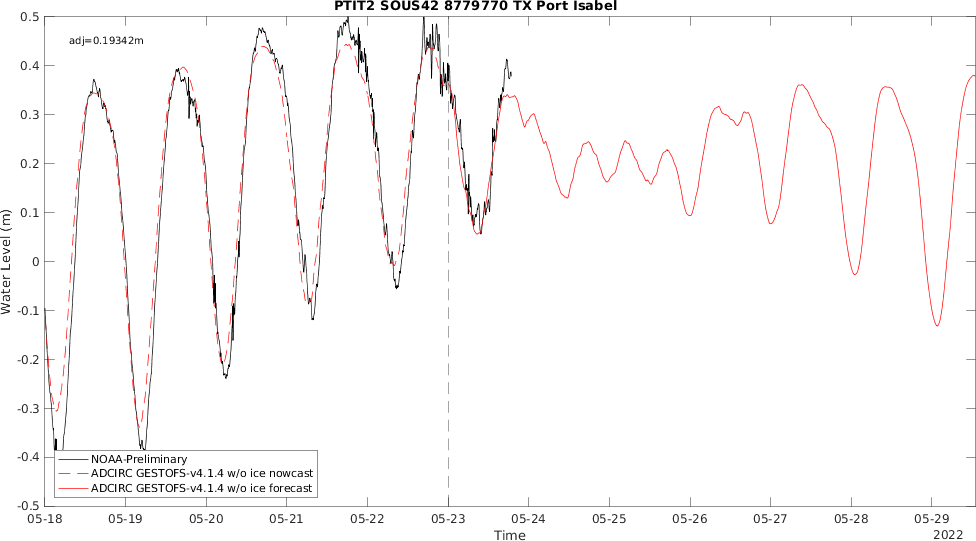 PTIT2 SOUS42 8779770 TX Port Isabel
adj=0.19342m
Water Level (m)
0.5
0.4
0.3
0.2
0.1
0
-0.1
-0.2
-0.3
-0.4
-0.5
NOAA-Preliminary
ADCIRC GESTOFS-v4.1.4 w/o ice nowcast
ADCIRC GESTOFS-v4.1.4 w/o ice forecast
05-18 05-19 05-20 05-21 05-22 05-23 05-24 05-25 05-26 05-27 05-28 05-29
Time
2022